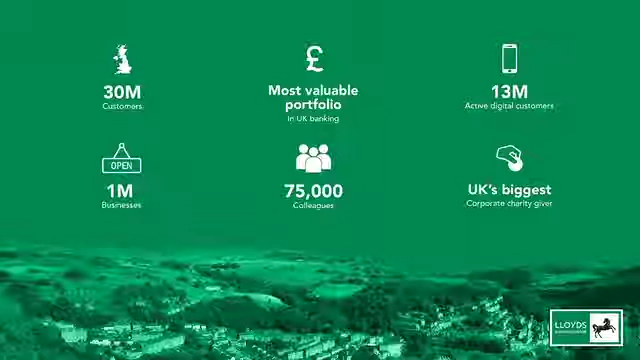 30M
Customers
Most valuable
portfolio
in UK banking
13M
Active digital customers
OPEN
1M
Businesses
75,000
Colleagues
UK's biggest
Corporate charity giver
LLOYDS